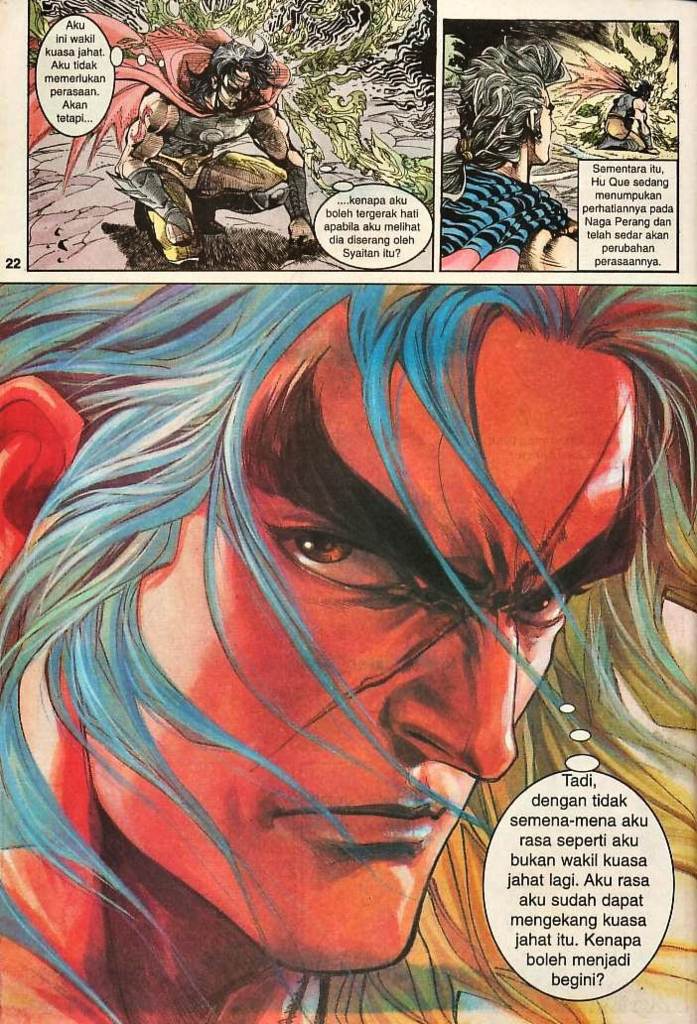 Aku
ini wakil
kuasa jahat.
Aku tidak
memerlukan
perasaan.
Akan
tetapi...
....kenapa aku
boleh tergerak hati
apabila aku melihat
dia diserang oleh
Syaitan itu?
Sementara itu,
Hu Que sedang
menumpukan
perhatiannya pada
Naga Perang dan
telah sedar akan
perubahan
perasaannya.
22
Tadi,
dengan tidak
semena-mena aku
rasa seperti aku
bukan wakil kuasa
jahat lagi. Aku rasa
aku sudah dapat
mengekang kuasa
jahat itu. Kenapa
boleh menjadi
begini?